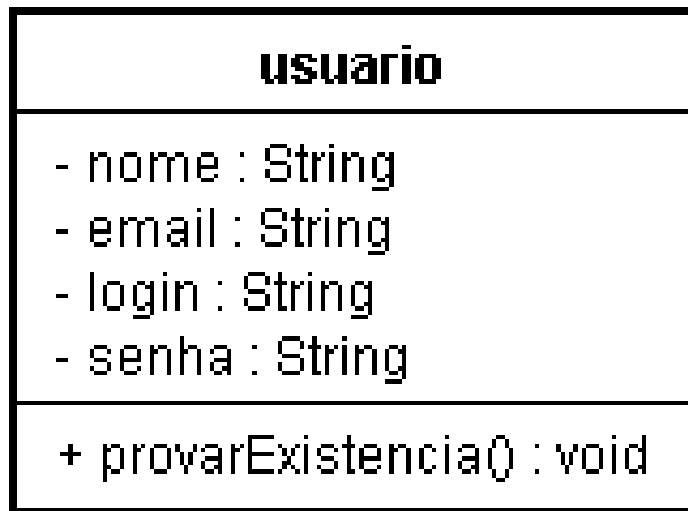 usuario
- nome : String
- email : String
- login : String
- senha : String
+ provarExistencia() : void